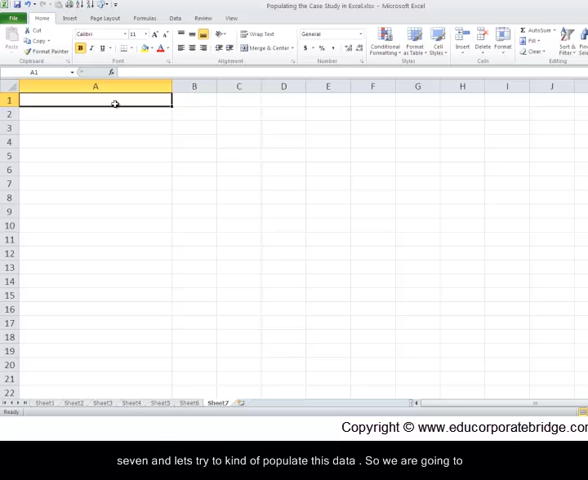 Populating the Case Study in Excel.xlsx - Microsoft Excel
File Home Insert Page Layout Formulas Data Review View
Cut
Copy
Format Painter
Paste
Clipboard
Calibri 11
B I U
Font
Wrap Text
Merge & Center
Alignment
General
$ % ,
Number
Conditional Formatting
Format as Table
Cell Styles
Styles
Insert Delete Format
Cells
AutoSum
Fill
Clear
Sort & Filter
A1 fx
A B C D E F G H I J
1
2
3
4
5
6
7
8
9
10
11
12
13
14
15
16
17
18
19
20
21
22
Sheet1 Sheet2 Sheet3 Sheet4 Sheet5 Sheet6 Sheet7
Ready
Copyright © www.educorporatebridge.com
seven and lets try to kind of populate this data . So we are going to